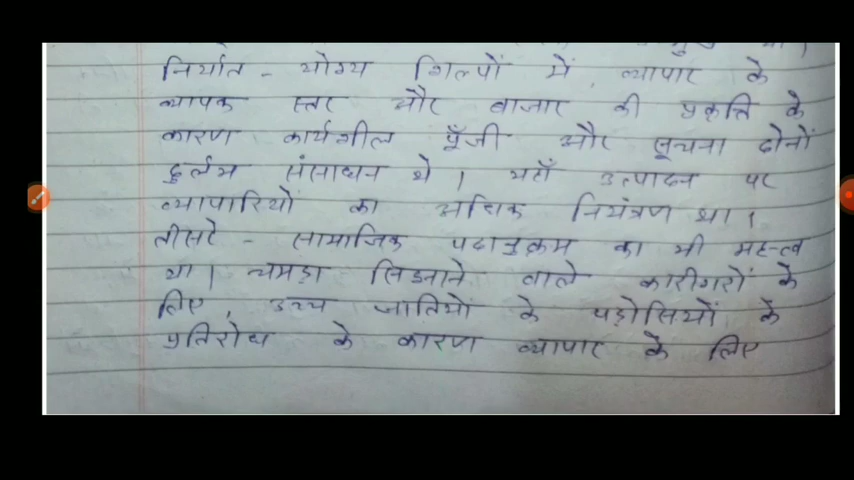 निर्यात - योग्य शिल्पों में, व्यापार के
व्यापक स्तर और बाजार की प्रकृति के
कारण कार्यशील पूँजी और सूचना दोनों
दुर्लभ संसाधन थे। यहाँ उत्पादन पर
व्यापारियों का अधिक नियंत्रण था।
तीसरे - सामाजिक पदानुक्रम का भी महत्व
था। चमड़ा सिझाने वाले कारीगरों के
लिए, उच्च जातियों के पड़ोसियों के
प्रतिरोध के कारण व्यापार के लिए